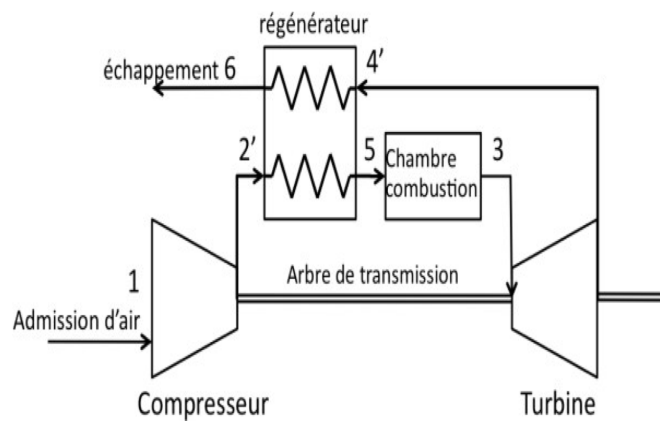 régénérateur
échappement 6
4’
2’
5
Chambre
combustion
3
1
Arbre de transmission
Admission d’air
Compresseur
Turbine